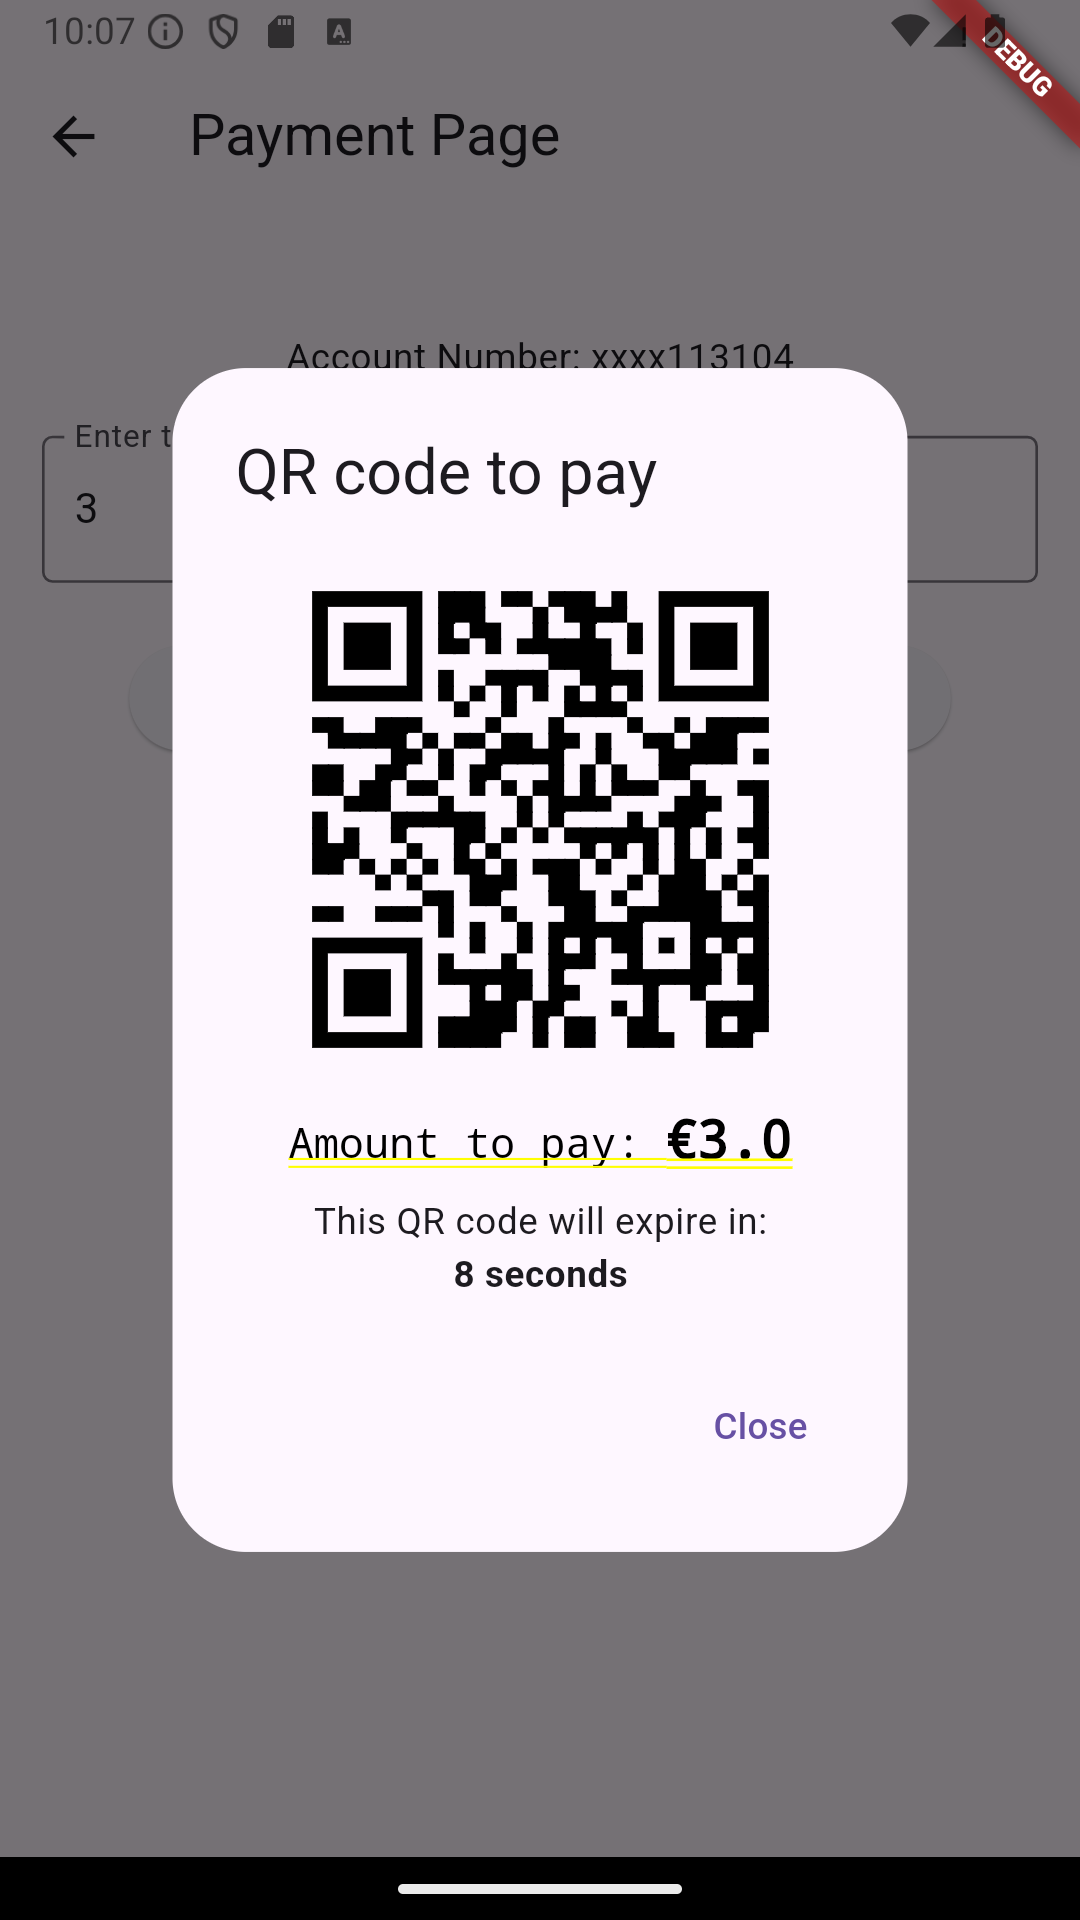 10:07
DEBUG
Payment Page
Account Number: xxxx113104
Enter t
3
QR code to pay
Amount to pay: €3.0
This QR code will expire in:
8 seconds
Close